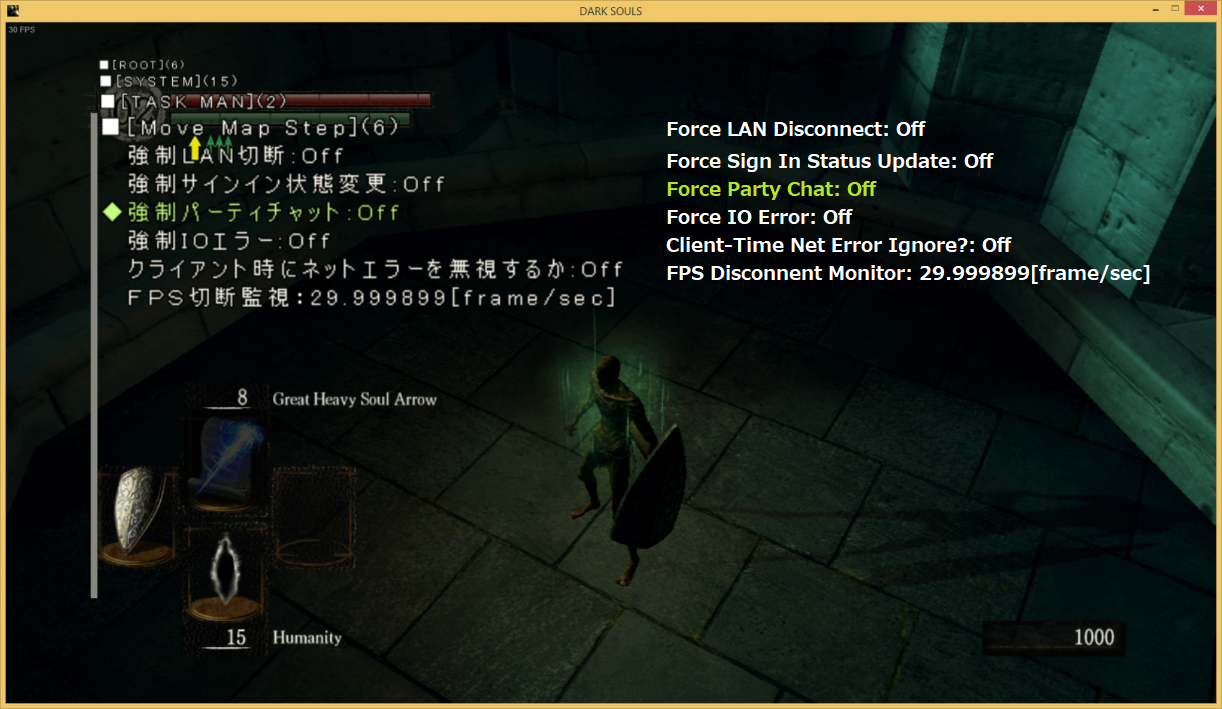 DARK SOULS
30 FPS
[ROOT](6)
[SYSTEM](15)
[TASK MAN](2)
[Move Map Step](6)
強制LAN切断:Off
強制サインイン状態変更:Off
強制パーティチャット:Off
強制IOエラー:Off
クライアント時にネットエラーを無視するか:Off
FPS切断監視:29.999899[frame/sec]
Force LAN Disconnect: Off
Force Sign In Status Update: Off
Force Party Chat: Off
Force IO Error: Off
Client-Time Net Error Ignore?: Off
FPS Disconnent Monitor: 29.999899[frame/sec]
8 Great Heavy Soul Arrow
15 Humanity
1000